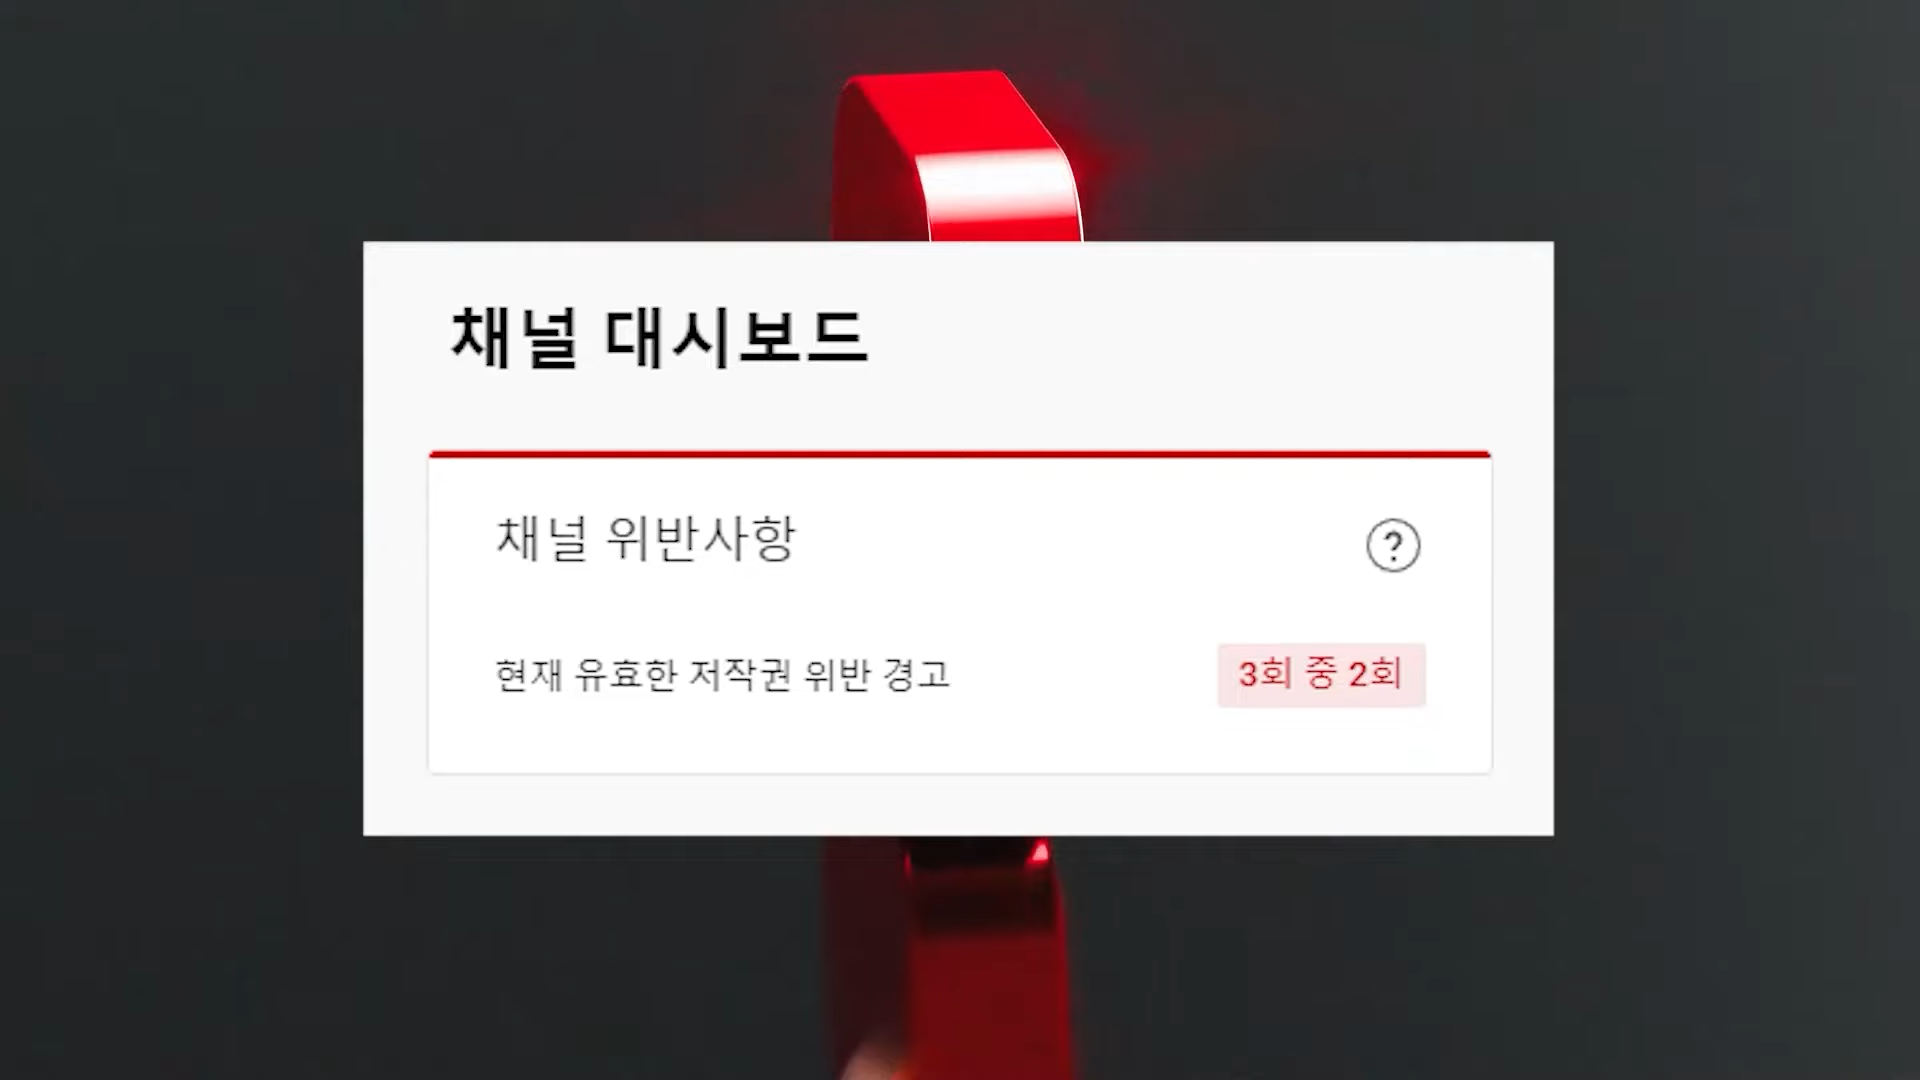 채널 대시보드
채널 위반사항
?
현재 유효한 저작권 위반 경고
3회 중 2회